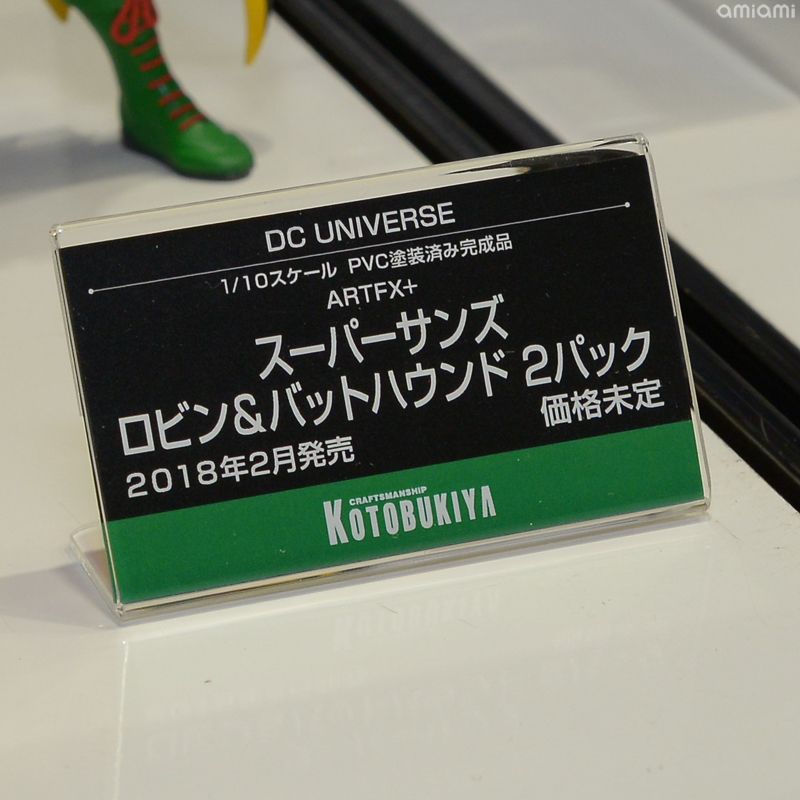 amiami
DC UNIVERSE
1/10スケール PVC塗装済み完成品
ARTFX+
スーパーサンズ
ロビン&バットハウンド 2パック
2018年2月発売 価格未定
CRAFTSMANSHIP
KOTOBUKIYA